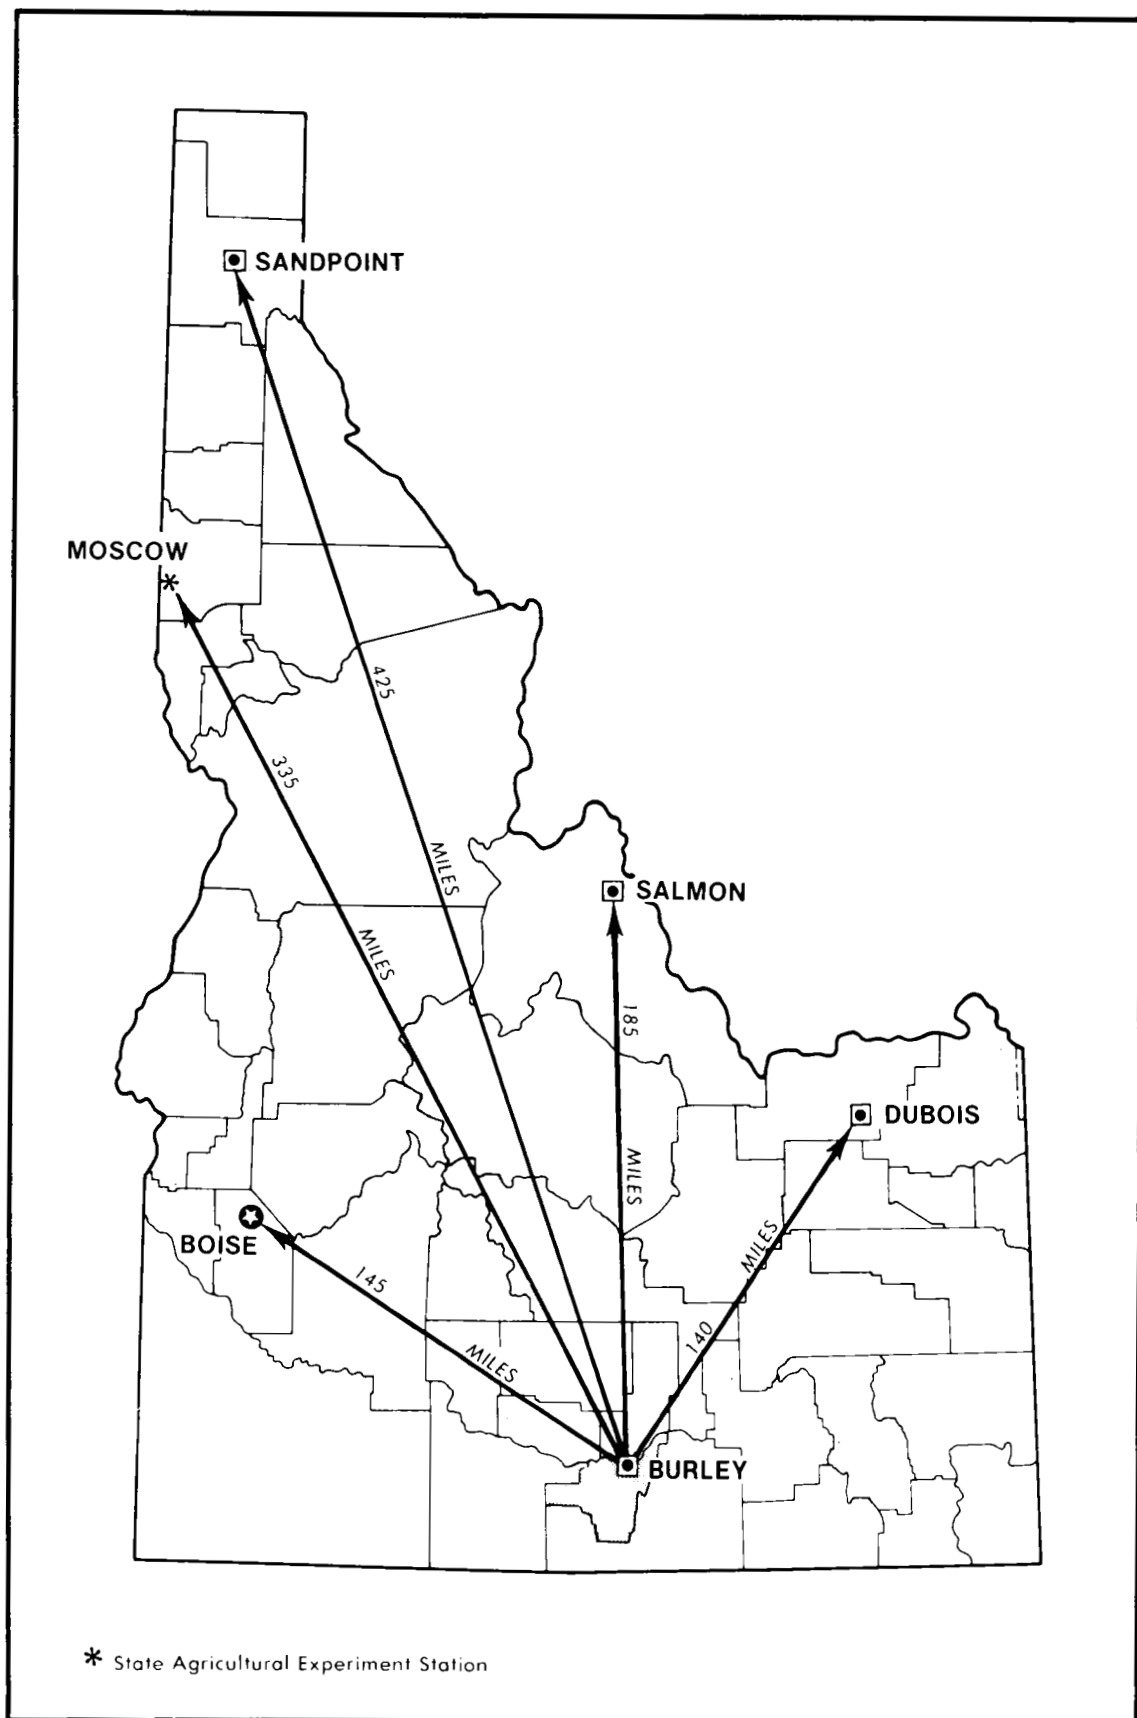 SANDPOINT
MOSCOW
425
MILES
335
MILES
SALMON
185
MILES
DUBOIS
140
MILES
BOISE
145
MILES
BURLEY
* State Agricultural Experiment Station